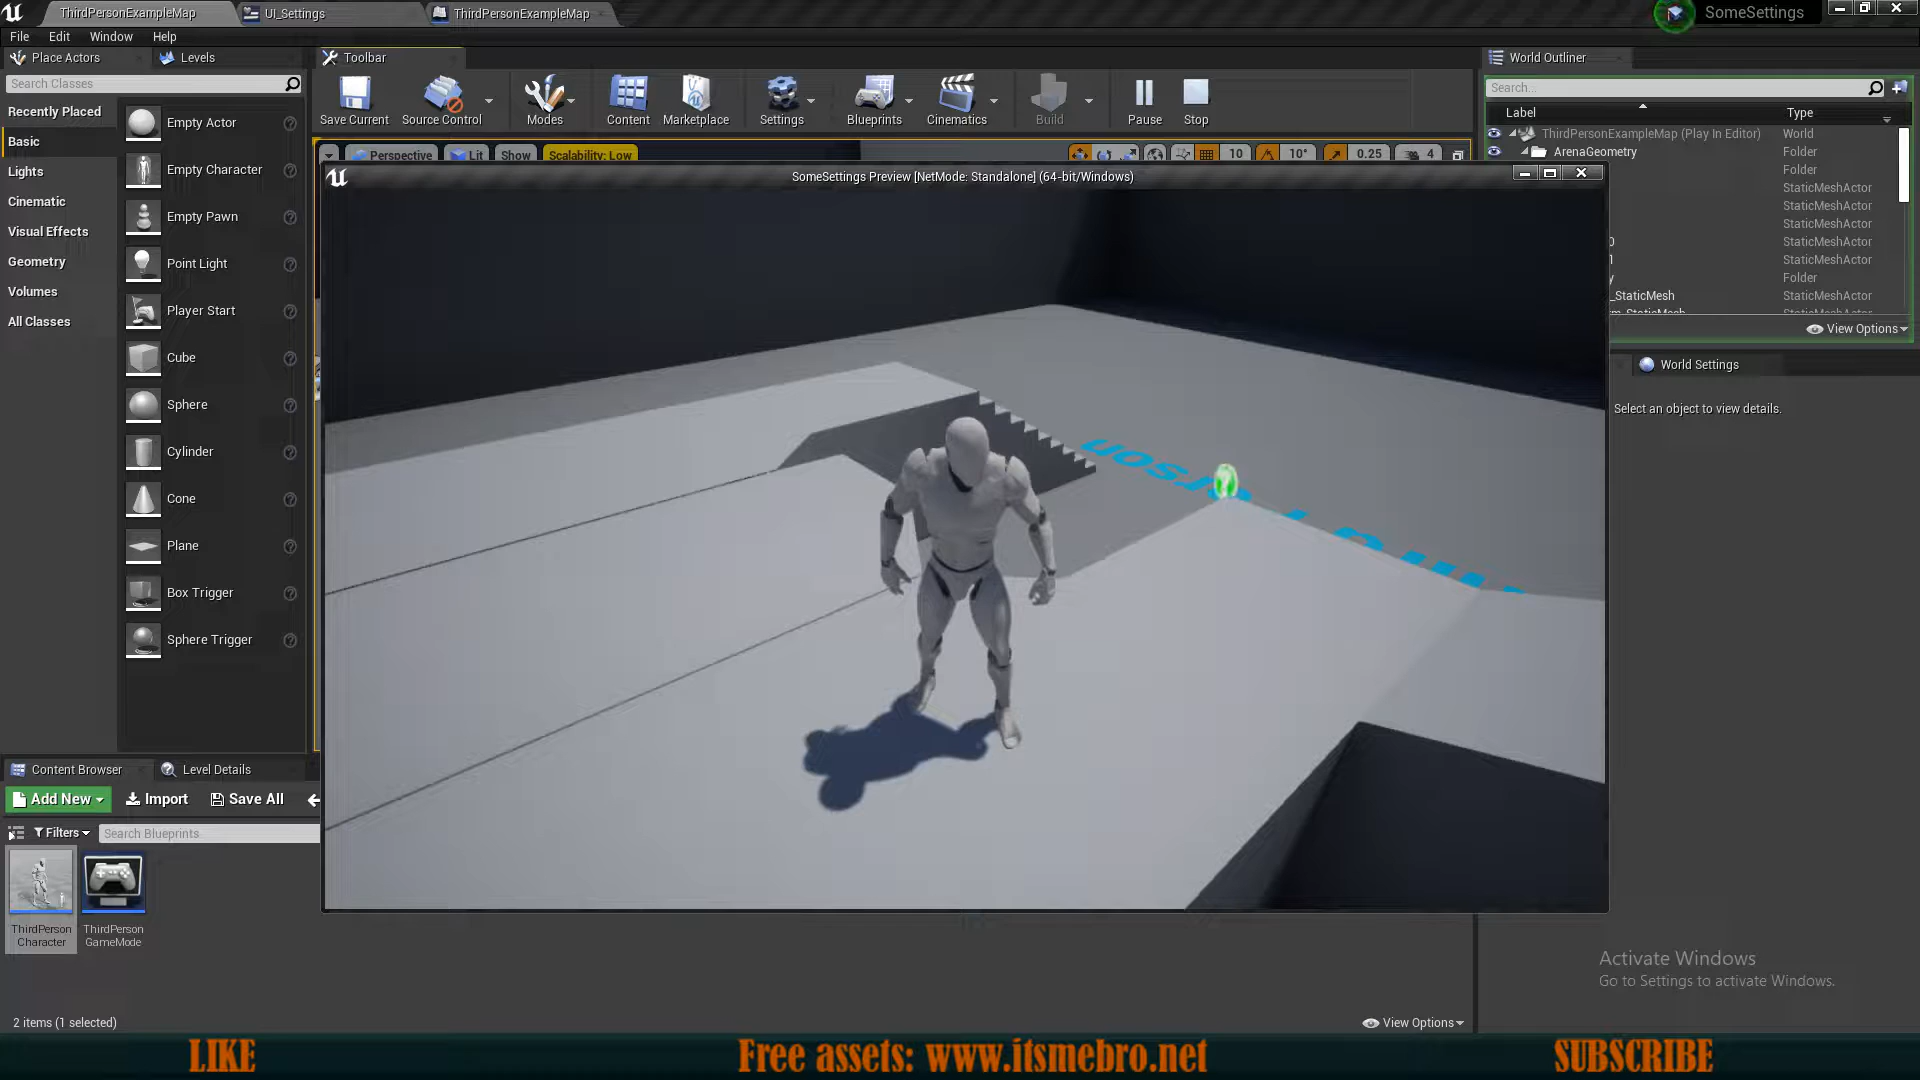 ThirdPersonExampleMap
UI_Settings
ThirdPersonExampleMap
SomeSettings
File Edit Window Help
Place Actors
Levels
Toolbar
World Outliner
Search Classes
Recently Placed
Basic
Lights
Cinematic
Visual Effects
Geometry
Volumes
All Classes
Empty Actor
Empty Character
Empty Pawn
Point Light
Player Start
Cube
Sphere
Cylinder
Cone
Plane
Box Trigger
Sphere Trigger
Save Current
Source Control
Modes
Content
Marketplace
Settings
Blueprints
Cinematics
Build
Pause
Stop
Perspective
Lit
Show
Scalability: Low
10
10°
0.25
4
SomeSettings Preview [NetMode: Standalone] (64-bit/Windows)
Search...
Label Type
ThirdPersonExampleMap (Play In Editor) World
ArenaGeometry Folder
Folder
StaticMeshActor
StaticMeshActor
StaticMeshActor
0 StaticMeshActor
1 StaticMeshActor
y Folder
_StaticMesh StaticMeshActor
View Options
World Settings
Select an object to view details.
Content Browser
Level Details
Add New
Import
Save All
Filters
Search Blueprints
ThirdPerson
Character
ThirdPerson
GameMode
2 items (1 selected)
View Options
Activate Windows
Go to Settings to activate Windows.
LIKE
Free assets: www.itsmebro.net
SUBSCRIBE